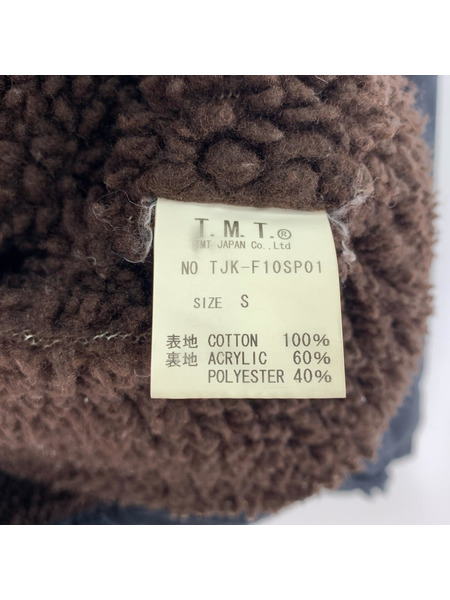 T.M.T.®
TMT JAPAN Co.,Ltd
NO TJK-F10SP01
SIZE S
表地 COTTON 100%
裏地 ACRYLIC 60%
POLYESTER 40%